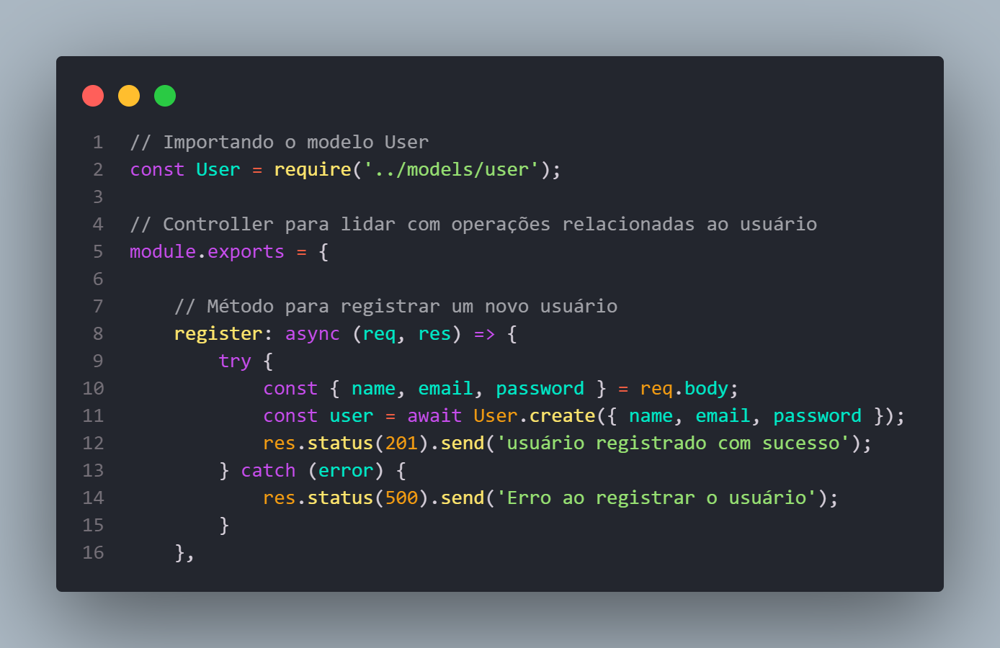 1 // Importando o modelo User
2 const User = require('../models/user');
3
4 // Controller para lidar com operações relacionadas ao usuário
5 module.exports = {
6
7     // Método para registrar um novo usuário
8     register: async (req, res) => {
9         try {
10             const { name, email, password } = req.body;
11             const user = await User.create({ name, email, password });
12             res.status(201).send('usuário registrado com sucesso');
13         } catch (error) {
14             res.status(500).send('Erro ao registrar o usuário');
15         }
16     },